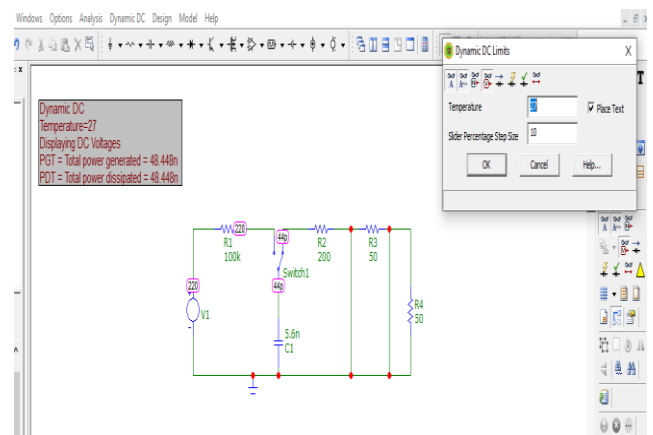 Windows Options Analysis Dynamic DC Design Model Help
Dynamic DC Limits
Temperature
27
Place Text
Slider Percentage Step Size
10
OK Cancel Help...
Dynamic DC
Temperature=27
Displaying DC Voltages
PGT = Total power generated = 48.448n
PDT = Total power dissipated = 48.448n
220
44p
R1
100k
R2
200
R3
50
Switch1
220
44p
V1
R4
50
5.6n
C1